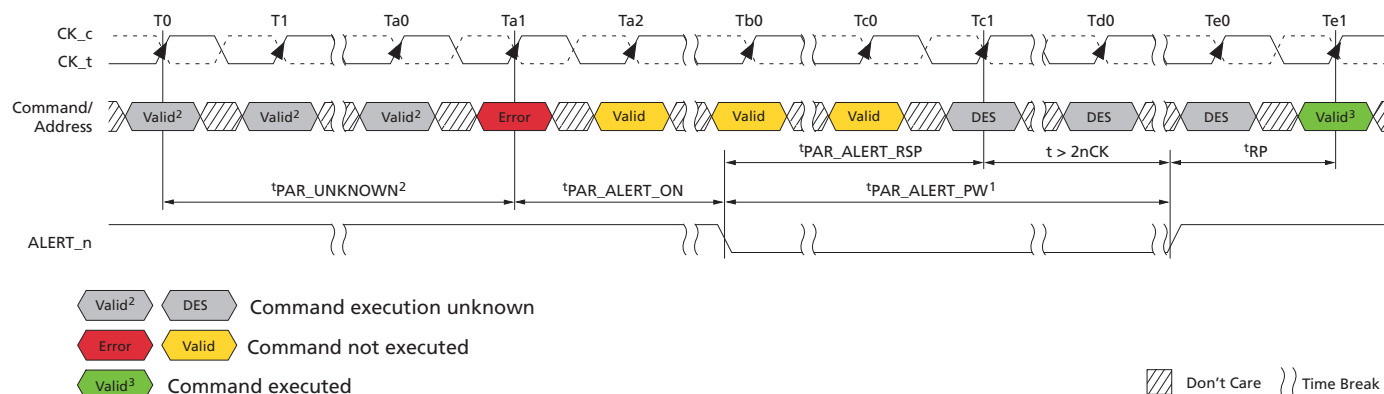 T0 T1 Ta0 Ta1 Ta2 Tb0 Tc0 Tc1 Td0 Te0 Te1
CK_c
CK_t
Command/
Address
Valid² Valid² Valid² Error Valid Valid Valid DES DES DES Valid³
ᵗPAR_ALERT_RSP t > 2nCK ᵗRP
ᵗPAR_UNKNOWN² ᵗPAR_ALERT_ON ᵗPAR_ALERT_PW¹
ALERT_n
Valid² DES Command execution unknown
Error Valid Command not executed
Valid³ Command executed
Don't Care Time Break